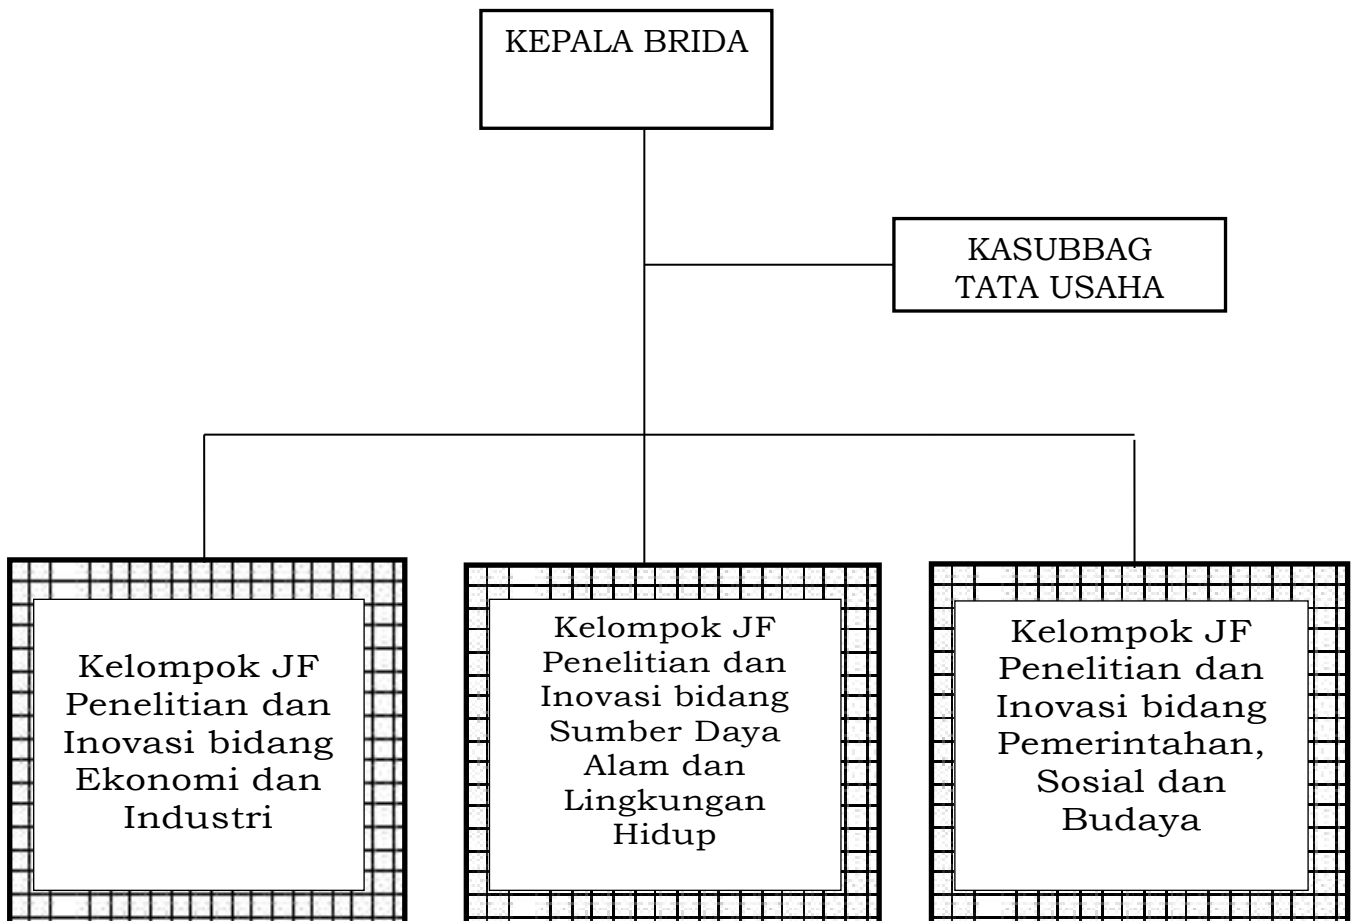 KEPALA BRIDA
KASUBBAG
TATA USAHA
Kelompok JF
Penelitian dan
Inovasi bidang
Ekonomi dan
Industri
Kelompok JF
Penelitian dan
Inovasi bidang
Sumber Daya
Alam dan
Lingkungan
Hidup
Kelompok JF
Penelitian dan
Inovasi bidang
Pemerintahan,
Sosial dan
Budaya